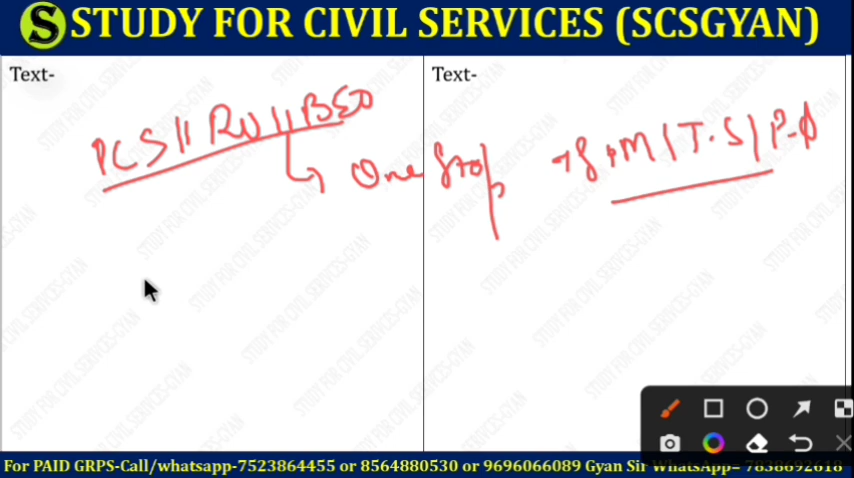 STUDY FOR CIVIL SERVICES (SCSGYAN)
Text-
Text-
PCS || RO || BEO
One Stop
S.M / T.S / P-
For PAID GRPS-Call/whatsapp-7523864455 or 8564880530 or 9696066089 Gyan Sir WhatsApp= 7838692618